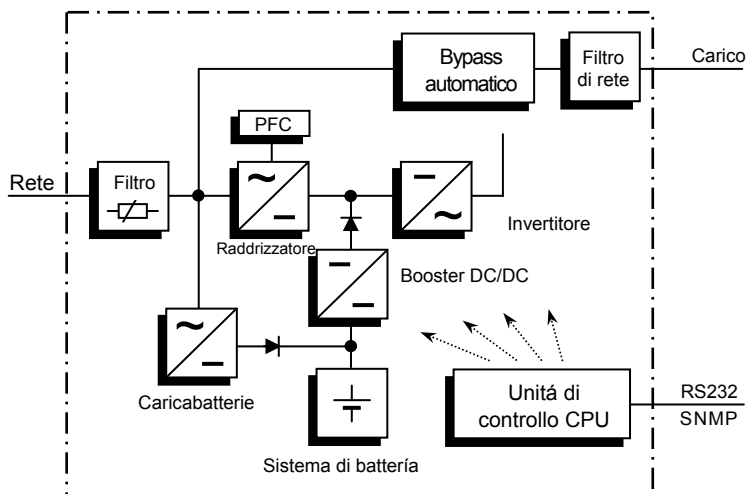 Bypass
automatico
Filtro
di rete
Carico
PFC
Rete
Filtro
Raddrizzatore
Invertitore
Booster DC/DC
Caricabatterie
Unitá di
controllo CPU
RS232
SNMP
Sistema di battería